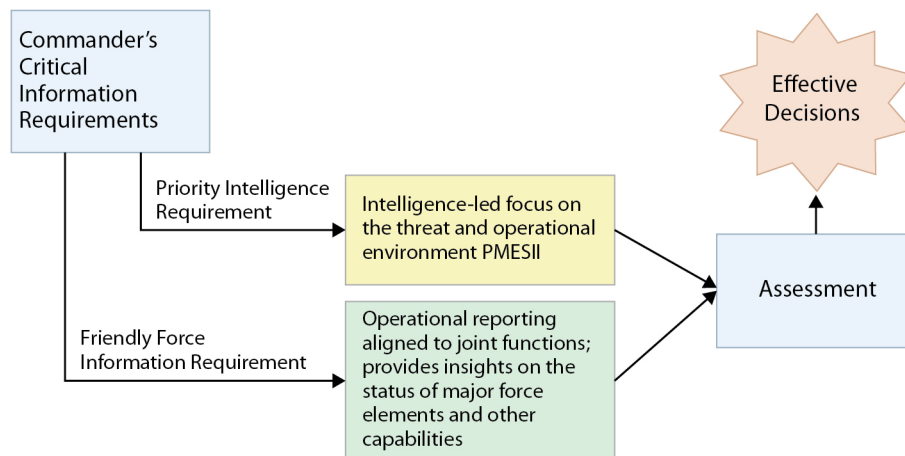 Commander's
Critical
Information
Requirements
Effective
Decisions
Priority Intelligence
Requirement
Intelligence-led focus on
the threat and operational
environment PMESII
Assessment
Friendly Force
Information Requirement
Operational reporting
aligned to joint functions;
provides insights on the
status of major force
elements and other
capabilities